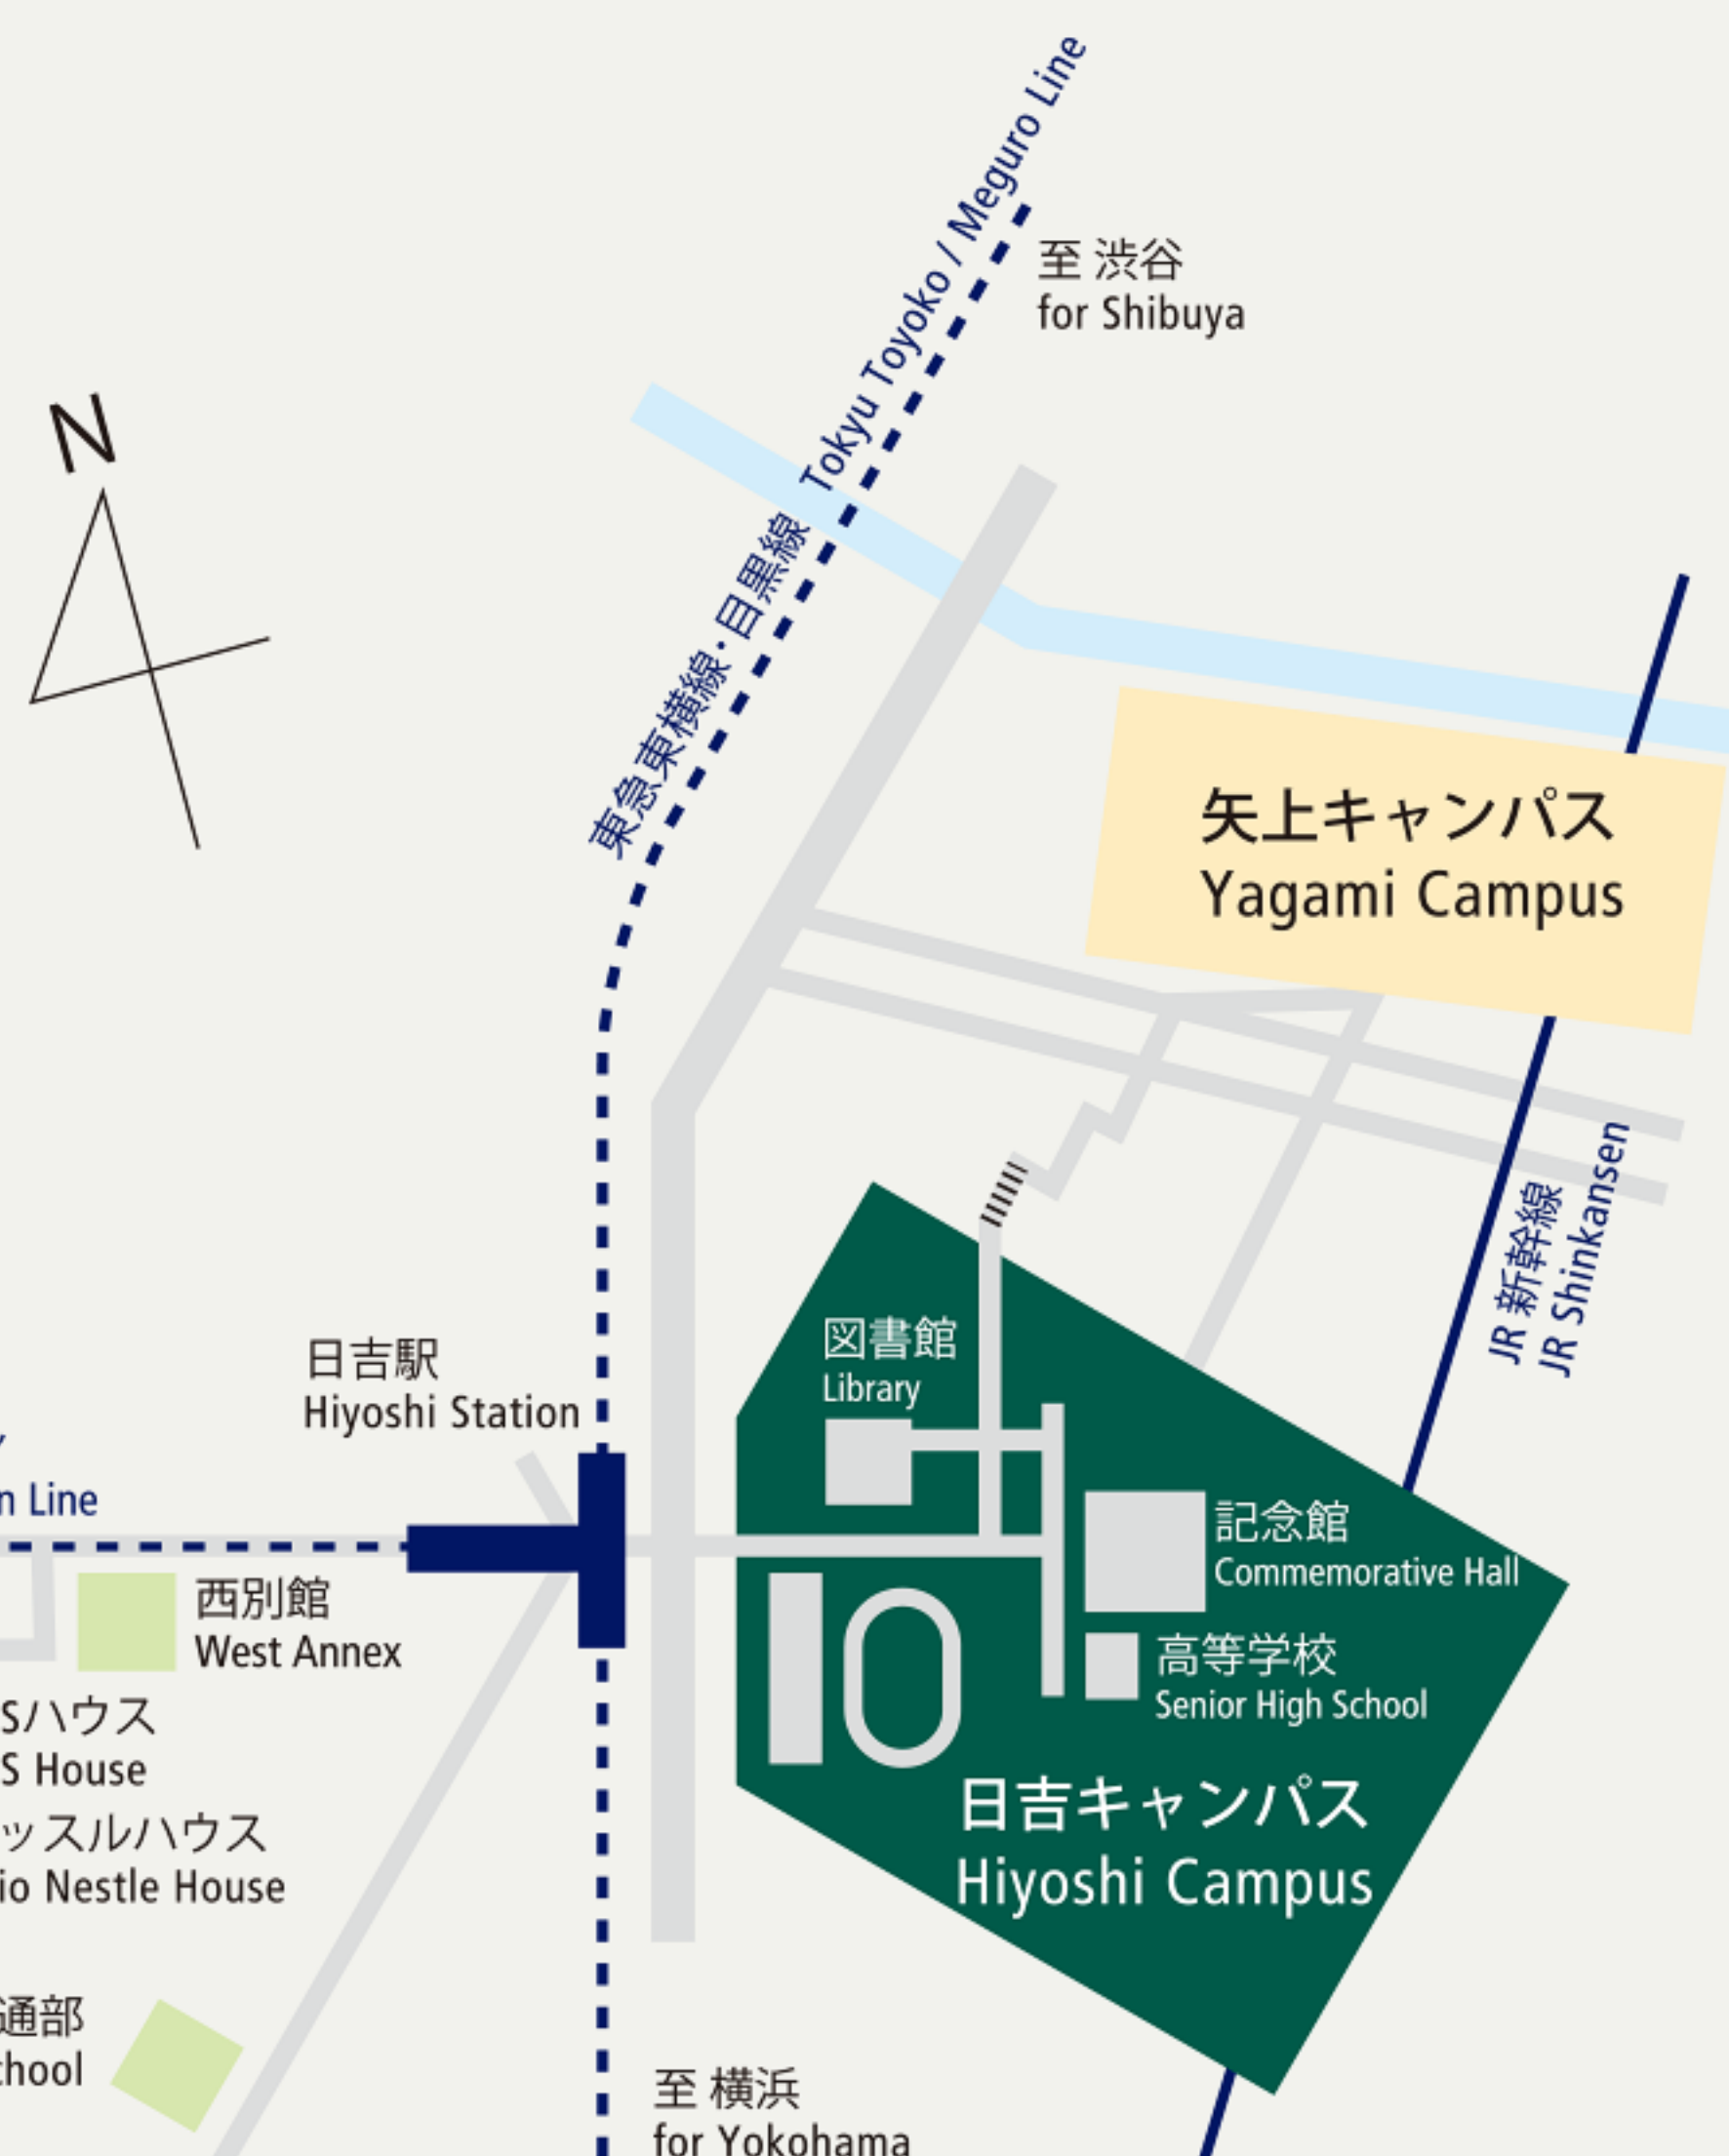 東急東横線・目黒線 Tokyu Toyoko / Meguro Line
至 渋谷
for Shibuya
N
矢上キャンパス
Yagami Campus
JR 新幹線
JR Shinkansen
図書館
Library
日吉駅
Hiyoshi Station
n Line
記念館
Commemorative Hall
西別館
West Annex
高等学校
Senior High School
Sハウス
S House
日吉キャンパス
Hiyoshi Campus
ッスルハウス
io Nestle House
通部
chool
至 横浜
for Yokohama